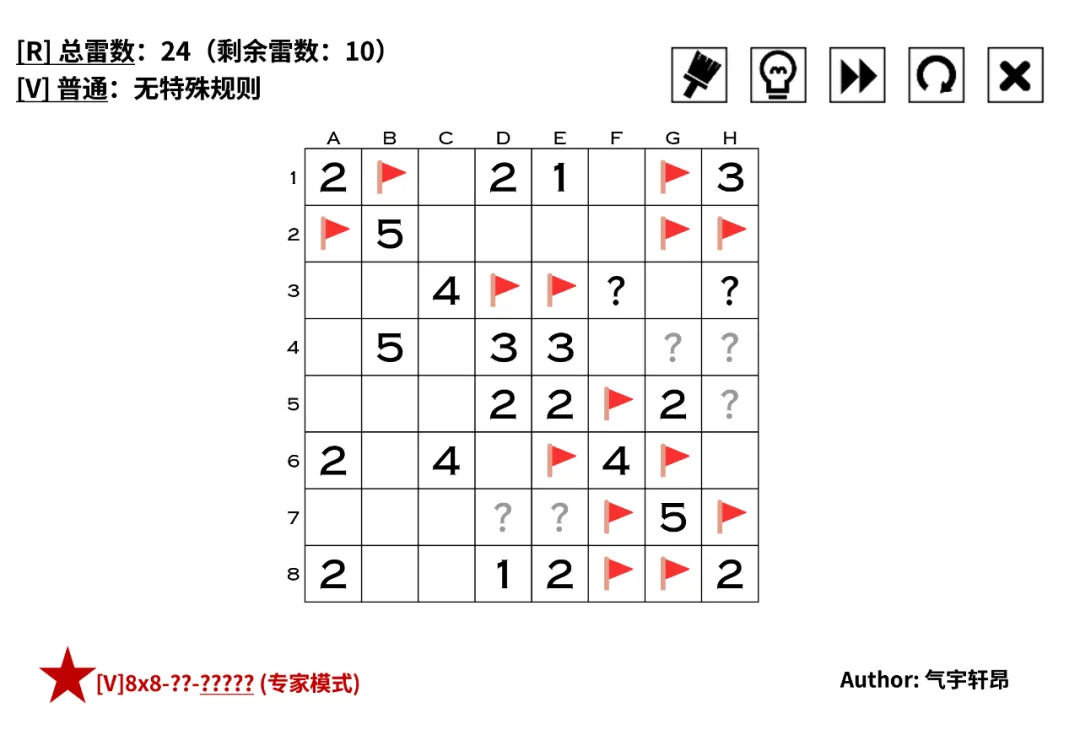 [R] 总雷数：24（剩余雷数：10）
[V] 普通：无特殊规则
A B C D E F G H
1 2 2 1 3
2 5
3 4 ? ?
4 5 3 3 ? ?
5 2 2 2 ?
6 2 4 4
7 ? ? 5
8 2 1 2 2
[V]8x8-??-????? (专家模式)
Author: 气宇轩昂